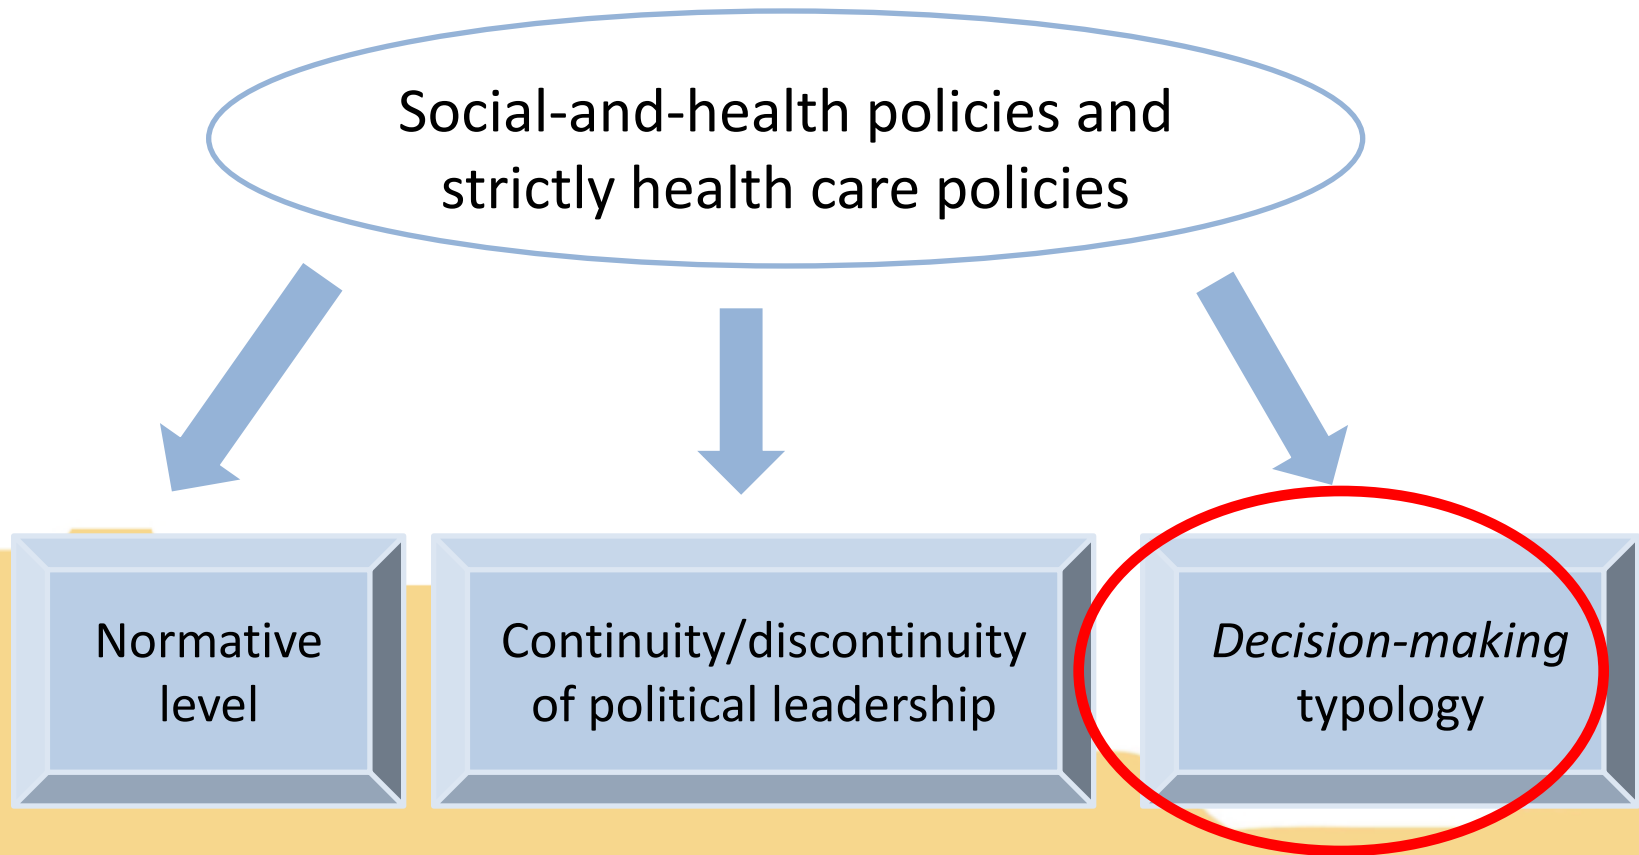 Social-and-health policies and
strictly health care policies
Normative
level
Continuity/discontinuity
of political leadership
Decision-making
typology